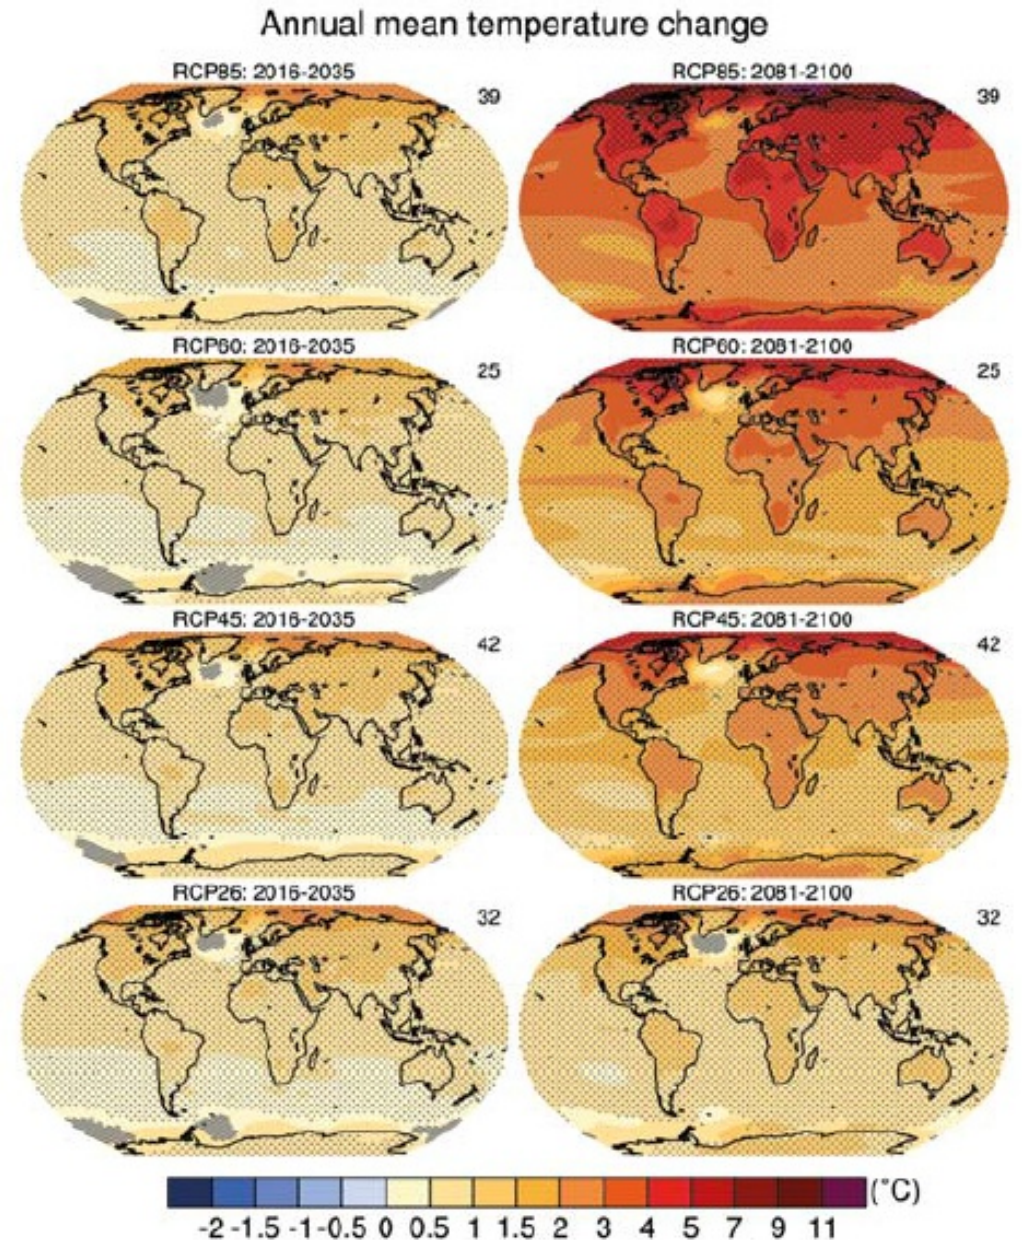 Annual mean temperature change
RCP85: 2016-2035
39
RCP85: 2081-2100
39
RCP60: 2016-2035
25
RCP60: 2081-2100
25
RCP45: 2016-2035
42
RCP45: 2081-2100
42
RCP26: 2016-2035
32
RCP26: 2081-2100
32
-2 -1.5 -1 -0.5 0 0.5 1 1.5 2 3 4 5 7 9 11 (°C)